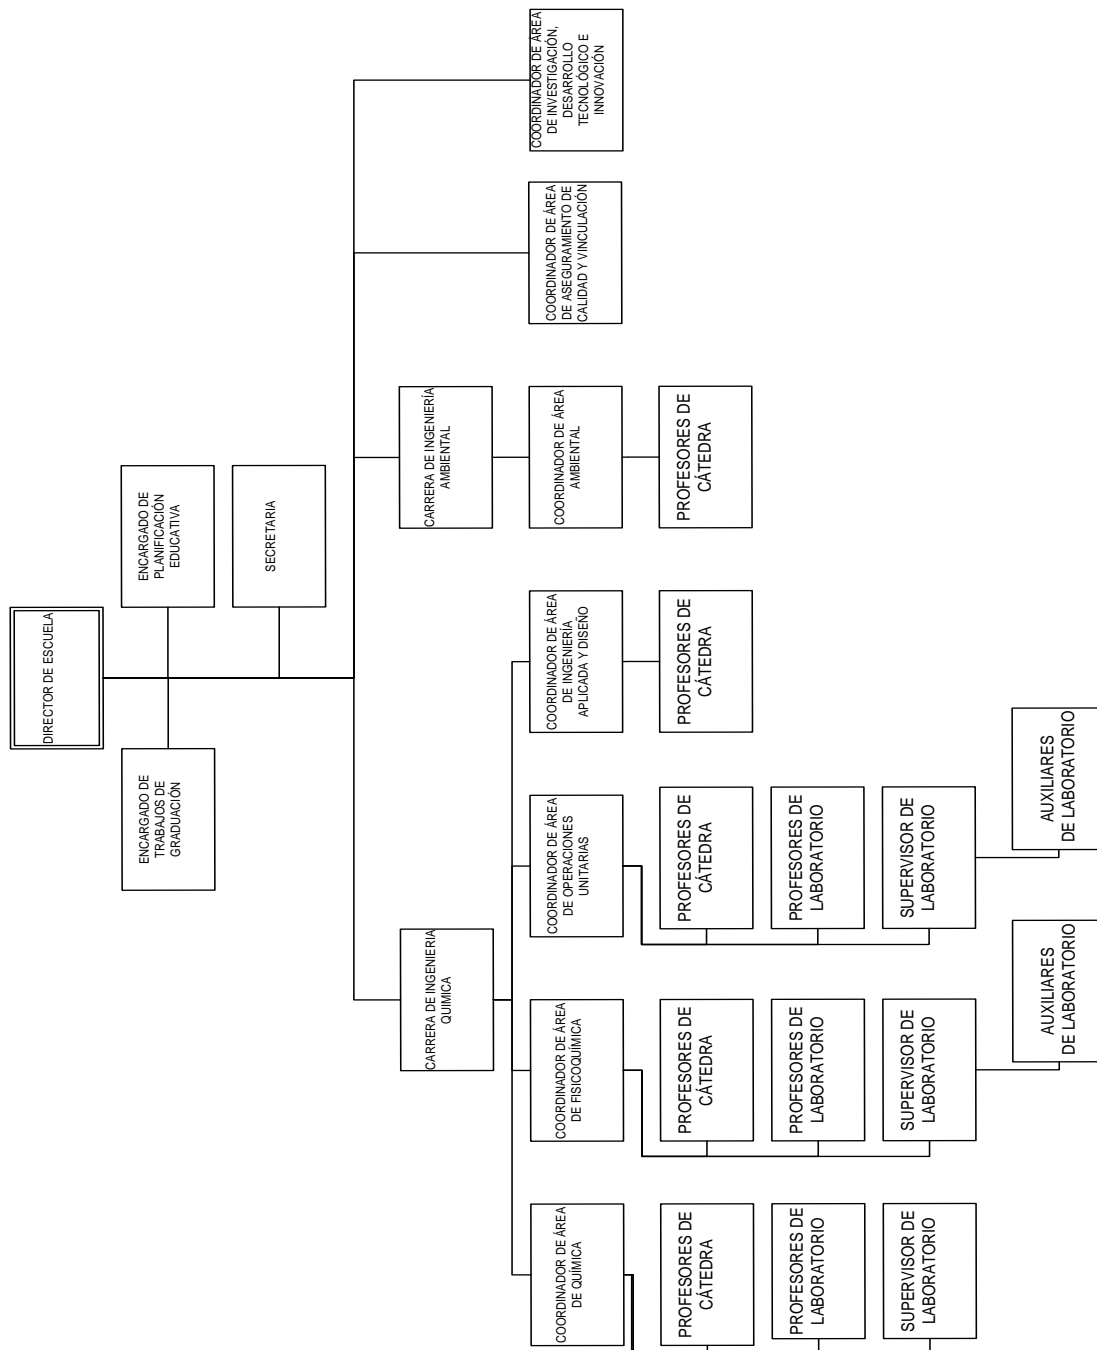 DIRECTOR DE ESCUELA
ENCARGADO DE
TRABAJOS DE
GRADUACIÓN
ENCARGADO DE
PLANIFICACIÓN
EDUCATIVA
SECRETARIA
CARRERA DE INGENIERIA
QUIMICA
CARRERA DE INGENIERÍA
AMBIENTAL
COORDINADOR DE ÁREA
DE QUÍMICA
COORDINADOR DE ÁREA
DE FISICOQUÍMICA
COORDINADOR DE ÁREA
DE OPERACIONES
UNITARIAS
COORDINADOR DE ÁREA
DE INGENIERÍA
APLICADA Y DISEÑO
COORDINADOR DE ÁREA
AMBIENTAL
COORDINADOR DE ÁREA
DE ASEGURAMIENTO DE
CALIDAD Y VINCULACIÓN
COORDINADOR DE ÁREA
DE INVESTIGACIÓN,
DESARROLLO
TECNOLÓGICO E
INNOVACIÓN
PROFESORES DE
CÁTEDRA
PROFESORES DE
CÁTEDRA
PROFESORES DE
CÁTEDRA
PROFESORES DE
CÁTEDRA
PROFESORES DE
CÁTEDRA
PROFESORES DE
LABORATORIO
PROFESORES DE
LABORATORIO
PROFESORES DE
LABORATORIO
SUPERVISOR DE
LABORATORIO
SUPERVISOR DE
LABORATORIO
SUPERVISOR DE
LABORATORIO
AUXILIARES
DE LABORATORIO
AUXILIARES
DE LABORATORIO